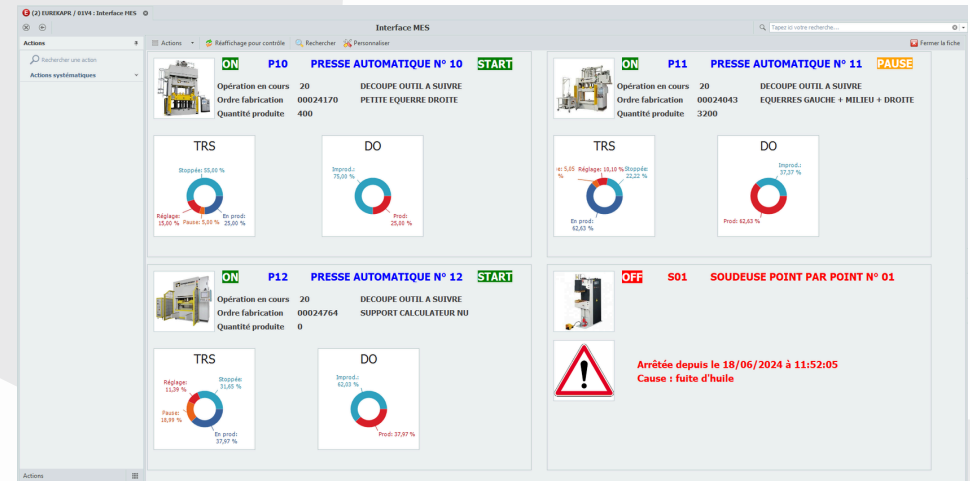 (2) EUREKAPR / 01V4 : Interface MES
Interface MES
Tapez ici votre recherche...
Actions
Actions
Réaffichage pour contrôle
Rechercher
Personnaliser
Fermer la fiche
Rechercher une action
Actions systématiques
ON P10 PRESSE AUTOMATIQUE N° 10 START
Opération en cours 20 DECOUPE OUTIL A SUIVRE
Ordre fabrication 00024170 PETITE EQUERRE DROITE
Quantité produite 400
TRS
Stoppée: 55,00 %
Réglage:
15,00 %
Pause: 5,00 %
En prod:
25,00 %
DO
Improd.:
75,00 %
Prod:
25,00 %
ON P11 PRESSE AUTOMATIQUE N° 11 PAUSE
Opération en cours 20 DECOUPE OUTIL A SUIVRE
Ordre fabrication 00024043 EQUERRES GAUCHE + MILIEU + DROITE
Quantité produite 3200
TRS
e: 5,05
%
Réglage: 10,10 %
Stoppée:
22,22 %
En prod:
62,63 %
DO
Improd.:
37,37 %
Prod: 62,63 %
ON P12 PRESSE AUTOMATIQUE N° 12 START
Opération en cours 20 DECOUPE OUTIL A SUIVRE
Ordre fabrication 00024764 SUPPORT CALCULATEUR NU
Quantité produite 0
TRS
Réglage:
11,39 %
Stoppée:
31,65 %
Pause:
18,99 %
En prod:
37,97 %
DO
Improd.:
62,03 %
Prod: 37,97 %
OFF S01 SOUDEUSE POINT PAR POINT N° 01
Arrêtée depuis le 18/06/2024 à 11:52:05
Cause : fuite d'huile
Actions